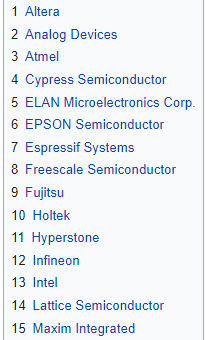 1 Altera
2 Analog Devices
3 Atmel
4 Cypress Semiconductor
5 ELAN Microelectronics Corp.
6 EPSON Semiconductor
7 Espressif Systems
8 Freescale Semiconductor
9 Fujitsu
10 Holtek
11 Hyperstone
12 Infineon
13 Intel
14 Lattice Semiconductor
15 Maxim Integrated